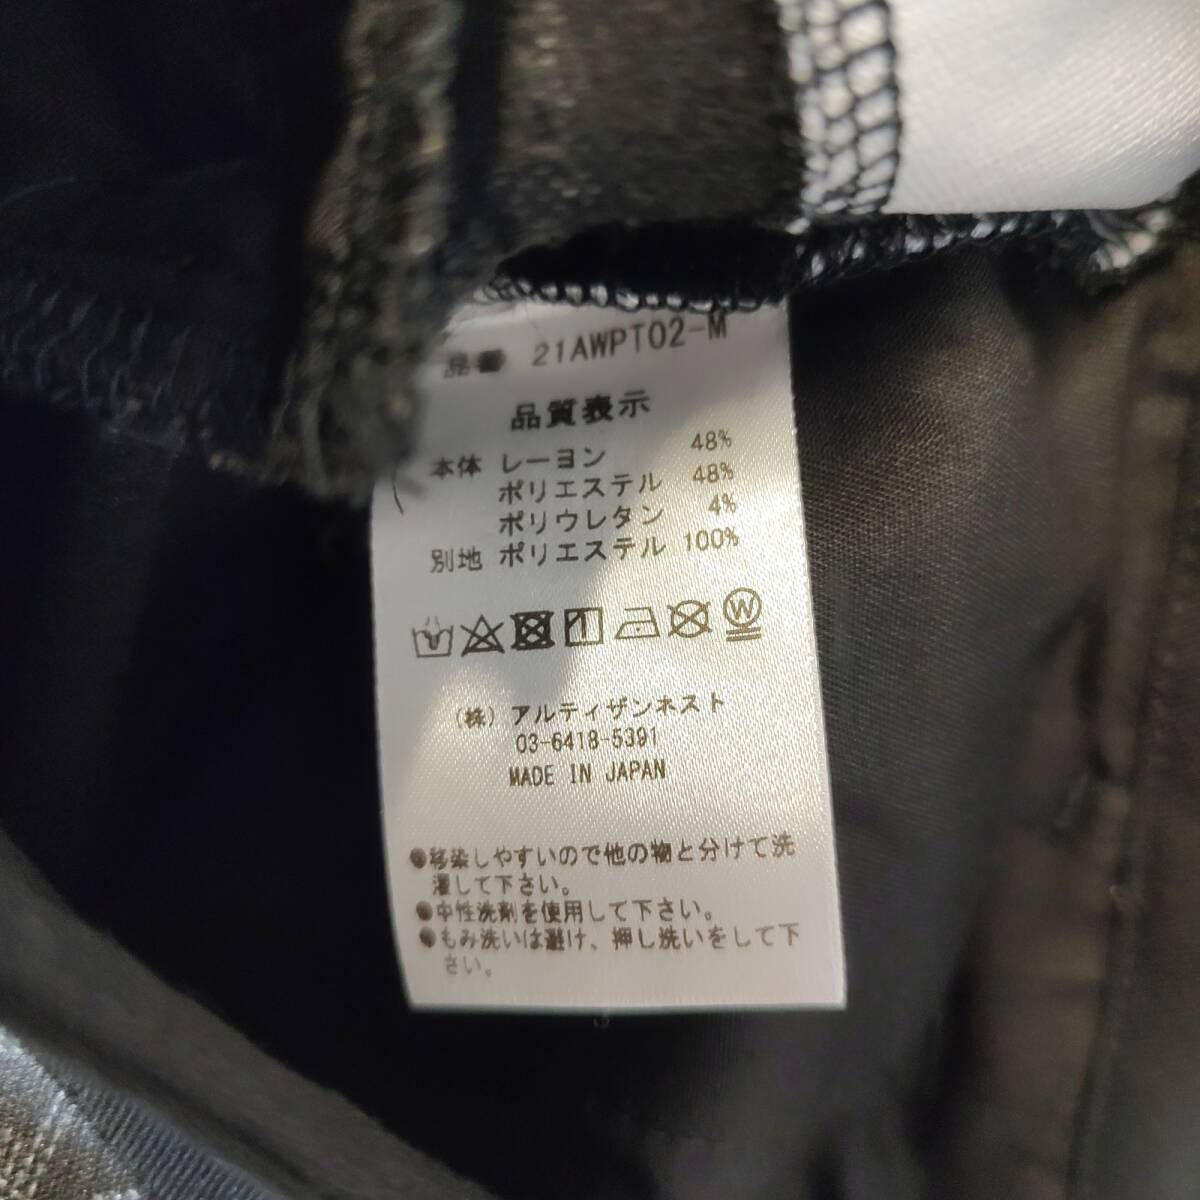 品番 21AWPT02-M
品質表示
本体 レーヨン 48%
ポリエステル 48%
ポリウレタン 4%
別地 ポリエステル 100%
W
(株)アルティザンネスト
03-6418-5391
MADE IN JAPAN
●移染しやすいので他の物と分けて洗
濯して下さい。
●中性洗剤を使用して下さい。
●もみ洗いは避け、押し洗いをして下
さい。